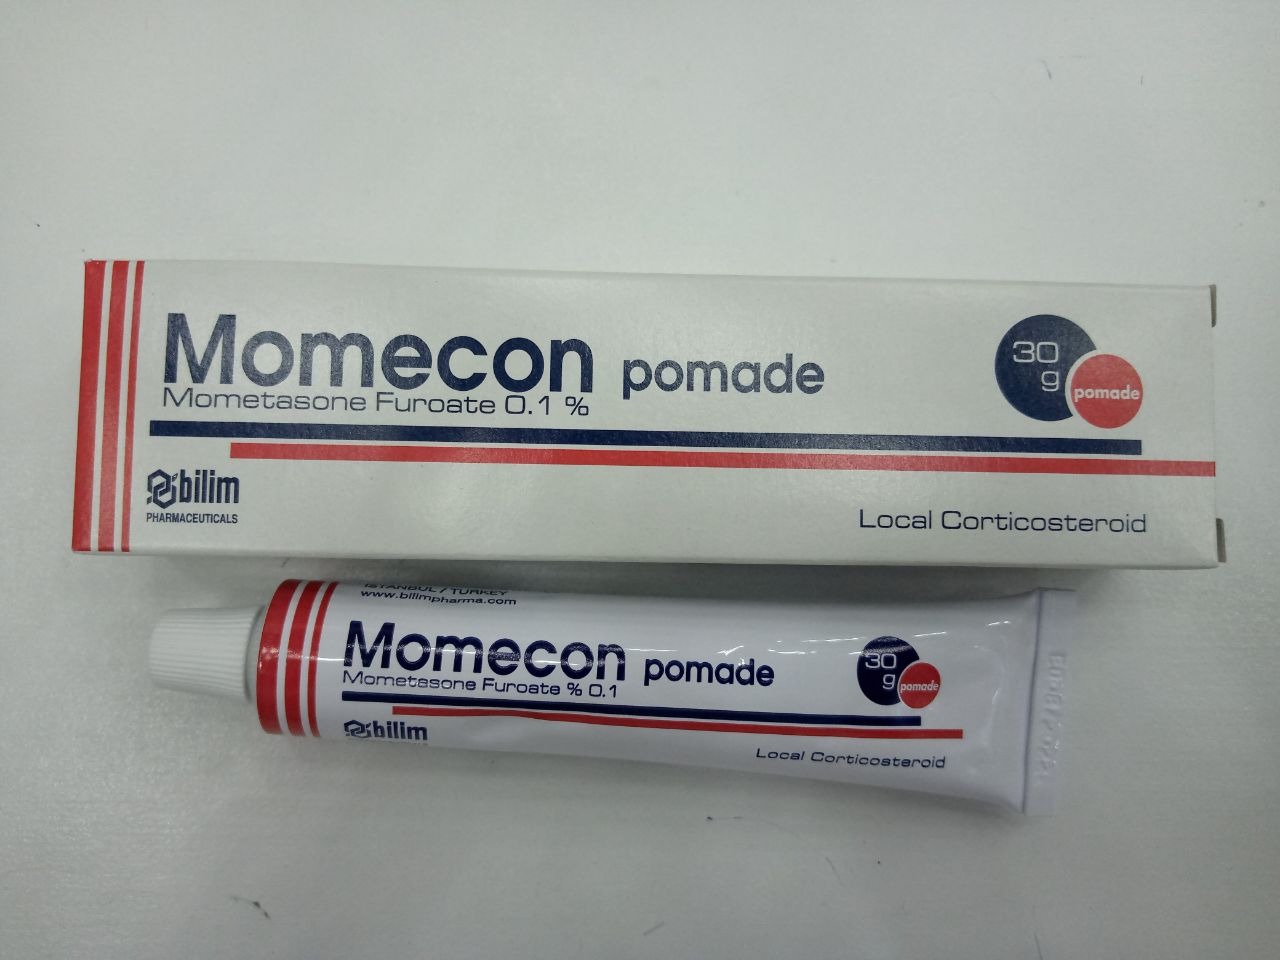 Momecon pomade
Mometasone Furoate 0.1 %
30
g
pomade
bilim
PHARMACEUTICALS
Local Corticosteroid
ISTANBUL / TURKEY
www.bilimpharma.com
Momecon pomade
Mometasone Furoate % 0.1
30
g
pomade
bilim
Local Corticosteroid